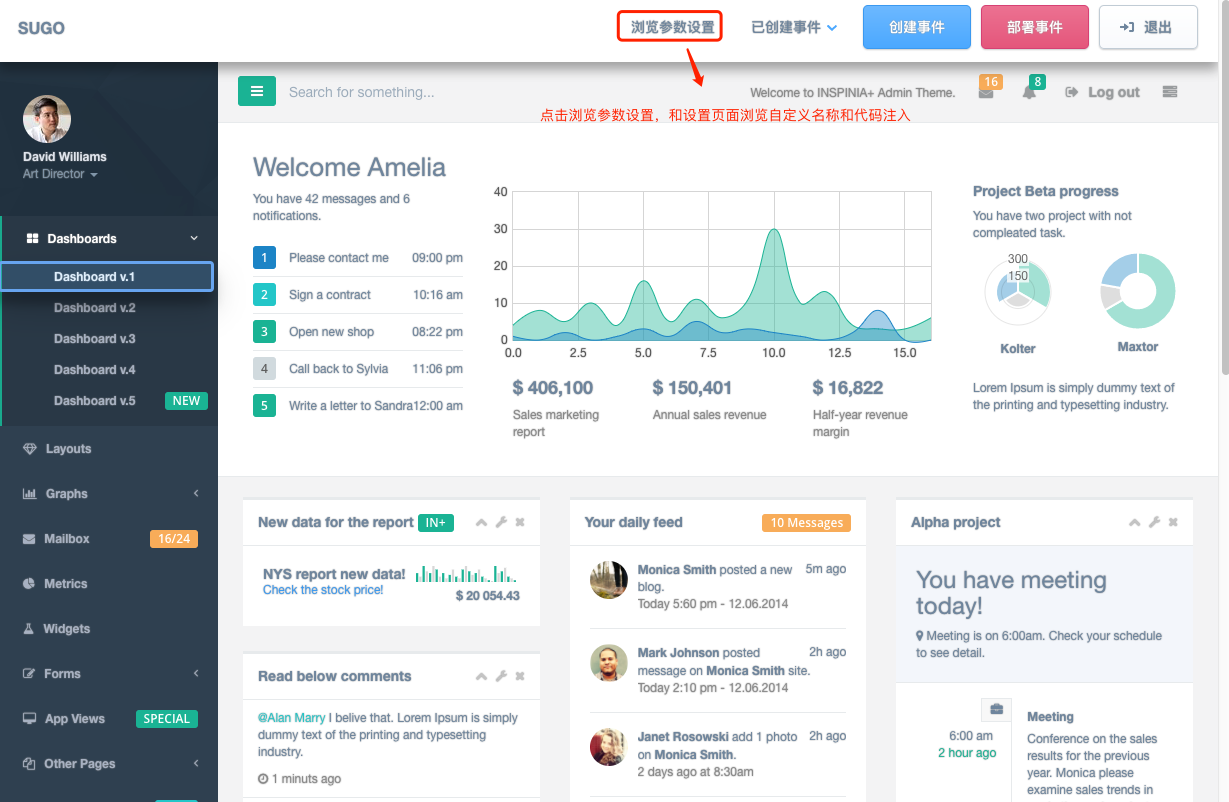 SUGO
浏览参数设置
已创建事件
创建事件
部署事件
退出
David Williams
Art Director
Dashboards
Dashboard v.1
Dashboard v.2
Dashboard v.3
Dashboard v.4
Dashboard v.5 NEW
Layouts
Graphs
Mailbox 16/24
Metrics
Widgets
Forms
App Views SPECIAL
Other Pages
Search for something...
Welcome to INSPINIA+ Admin Theme.
16
8
Log out
点击浏览参数设置，和设置页面浏览自定义名称和代码注入
Welcome Amelia
You have 42 messages and 6
notifications.
1 Please contact me 09:00 pm
2 Sign a contract 10:16 am
3 Open new shop 08:22 pm
4 Call back to Sylvia 11:06 pm
5 Write a letter to Sandra 12:00 am
40
30
20
10
0
0.0 2.5 5.0 7.5 10.0 12.5 15.0
$ 406,100
Sales marketing
report
$ 150,401
Annual sales revenue
$ 16,822
Half-year revenue
margin
Project Beta progress
You have two project with not
compleated task.
300
150
Kolter
Maxtor
Lorem Ipsum is simply dummy text of
the printing and typesetting industry.
New data for the report IN+
NYS report new data!
Check the stock price!
$ 20 054.43
Read below comments
@Alan Marry I belive that. Lorem Ipsum is simply
dummy text of the printing and typesetting
industry.
1 minuts ago
Your daily feed 10 Messages
Monica Smith posted a new 5m ago
blog.
Today 5:60 pm - 12.06.2014
Mark Johnson posted 2h ago
message on Monica Smith site.
Today 2:10 pm - 12.06.2014
Janet Rosowski add 1 photo 2h ago
on Monica Smith.
2 days ago at 8:30am
Alpha project
You have meeting
today!
Meeting is on 6:00am. Check your schedule
to see detail.
6:00 am
2 hour ago
Meeting
Conference on the sales
results for the previous
year. Monica please
examine sales trends in